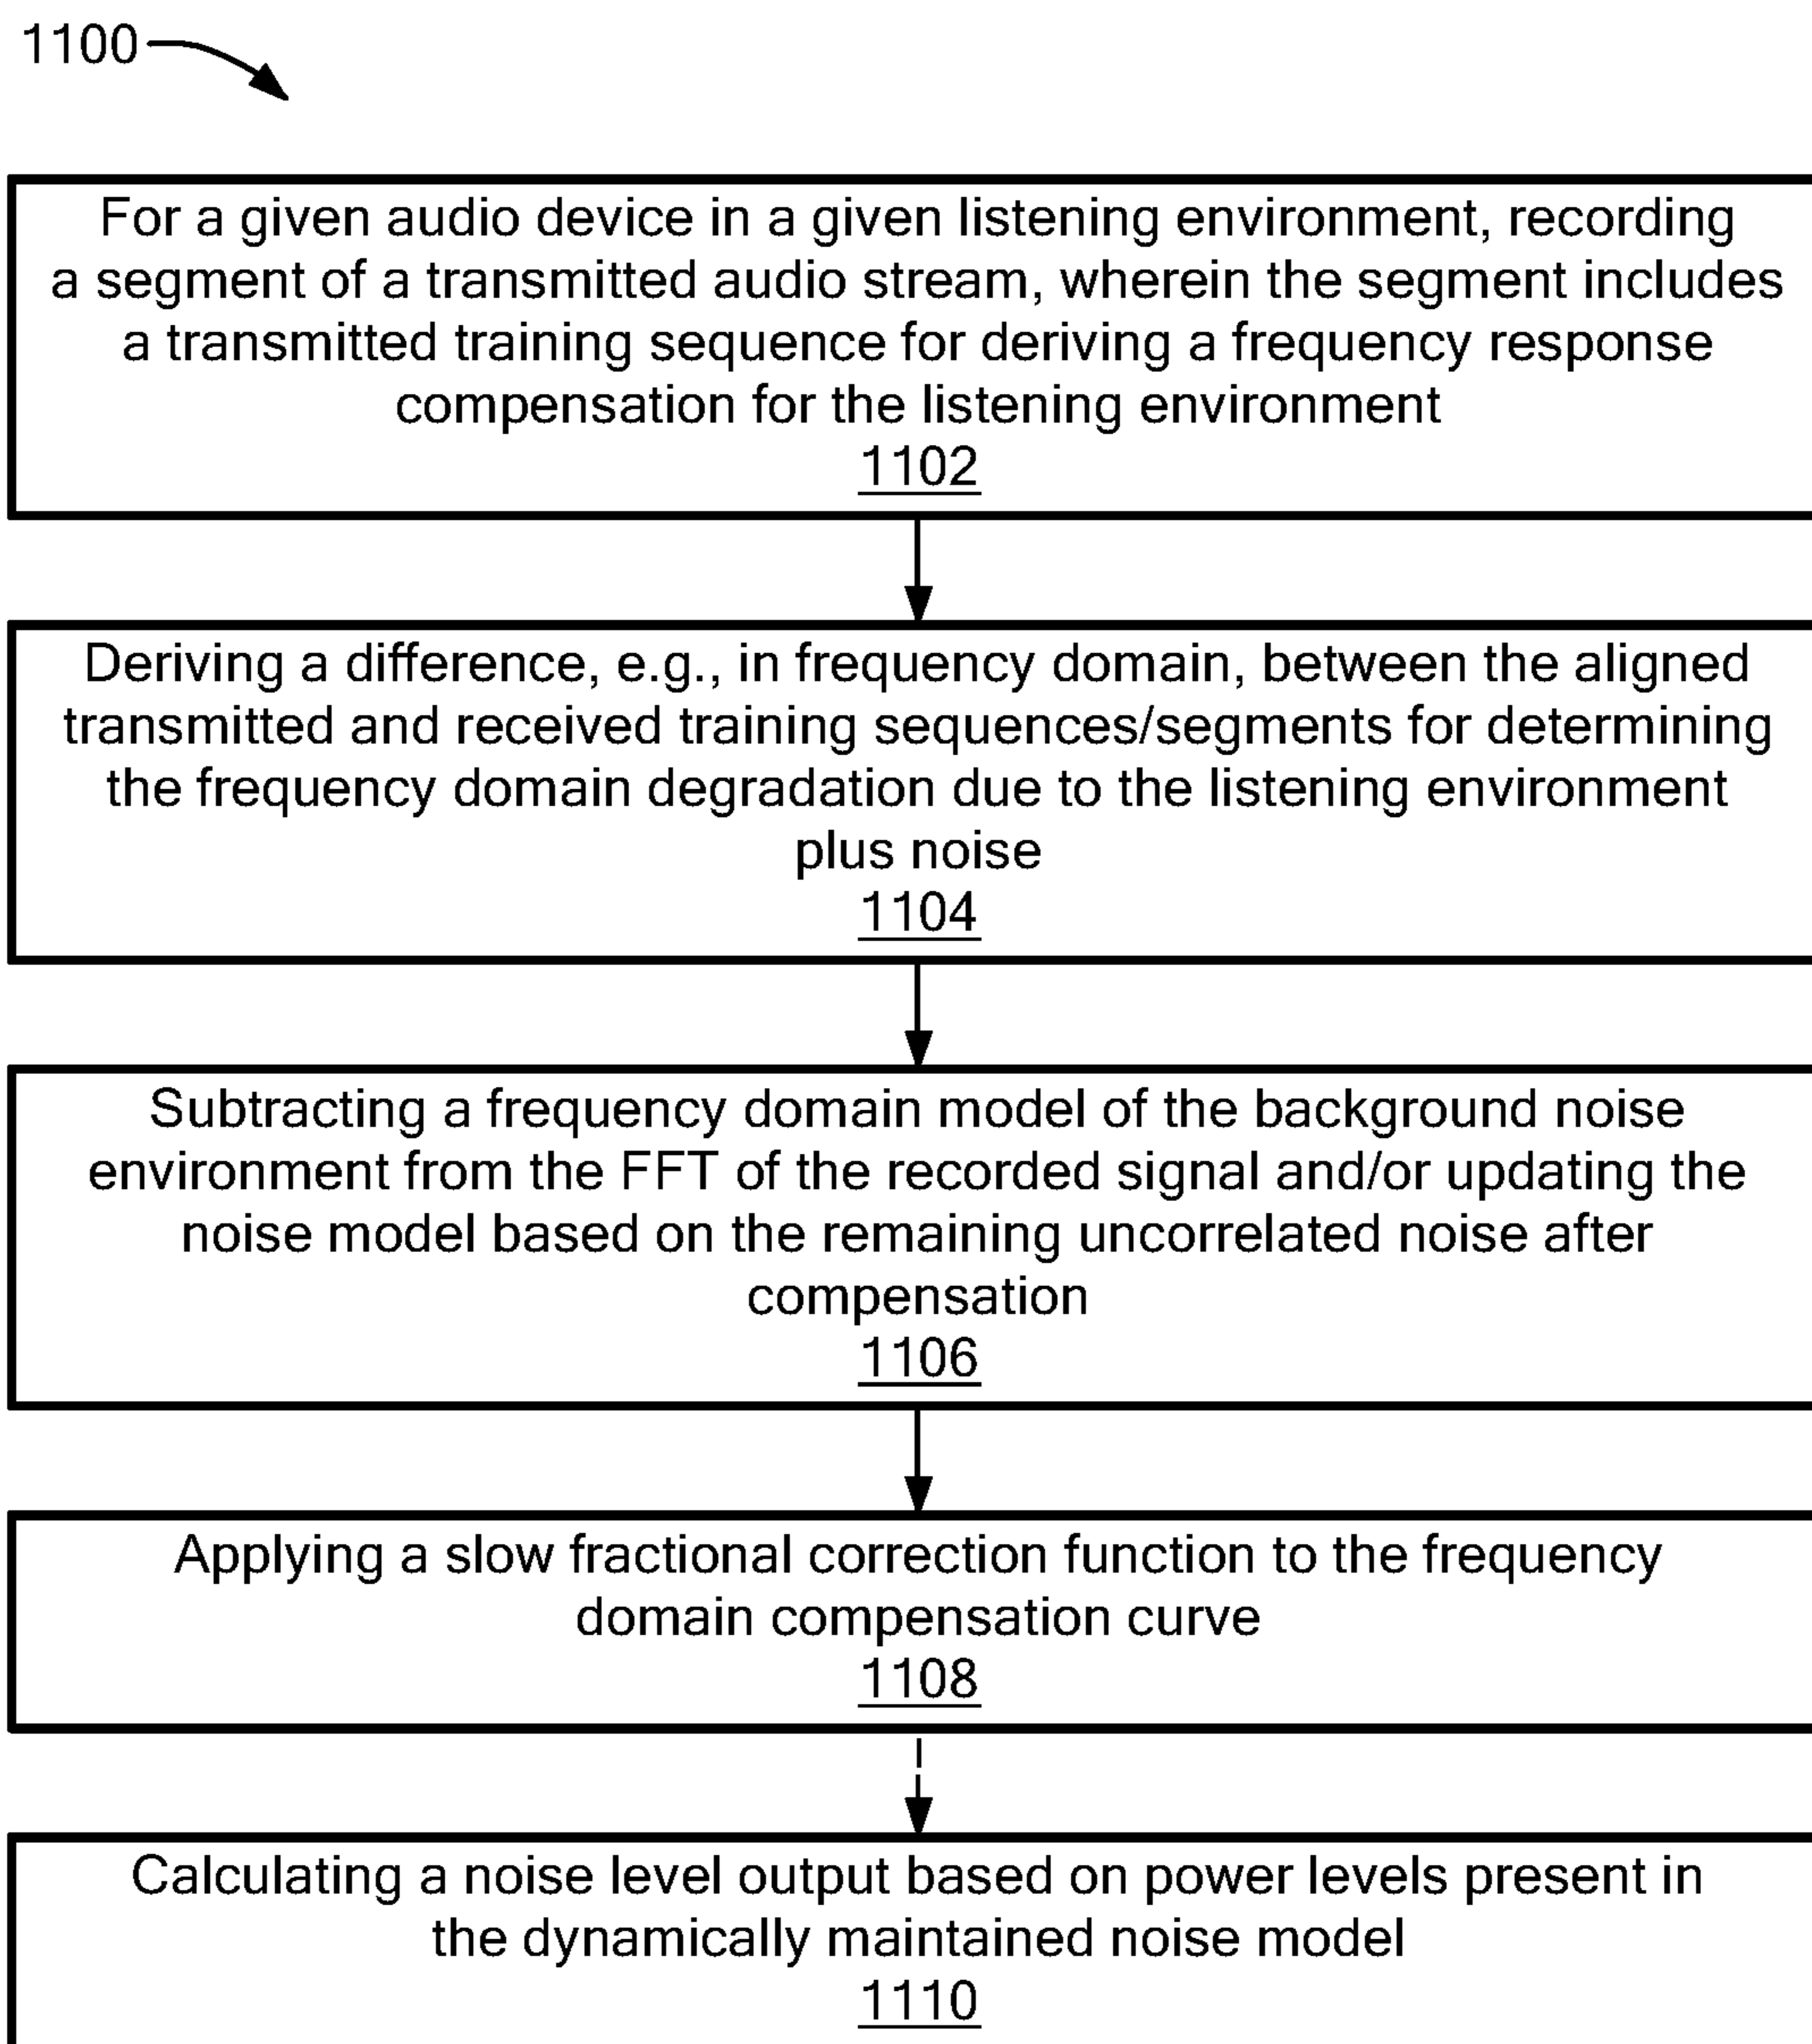 1100
For a given audio device in a given listening environment, recording
a segment of a transmitted audio stream, wherein the segment includes
a transmitted training sequence for deriving a frequency response
compensation for the listening environment
1102
Deriving a difference, e.g., in frequency domain, between the aligned
transmitted and received training sequences/segments for determining
the frequency domain degradation due to the listening environment
plus noise
1104
Subtracting a frequency domain model of the background noise
environment from the FFT of the recorded signal and/or updating the
noise model based on the remaining uncorrelated noise after
compensation
1106
Applying a slow fractional correction function to the frequency
domain compensation curve
1108
Calculating a noise level output based on power levels present in
the dynamically maintained noise model
1110